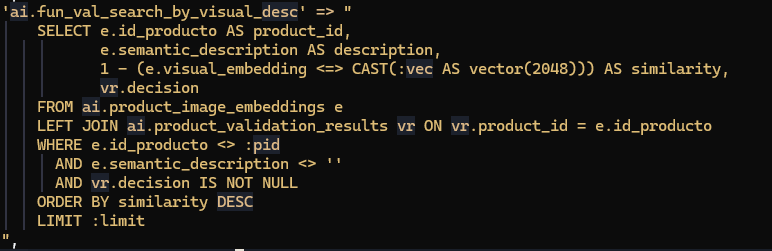 'ai.fun_val_search_by_visual_desc' => "
    SELECT e.id_producto AS product_id,
           e.semantic_description AS description,
           1 - (e.visual_embedding <=> CAST(:vec AS vector(2048))) AS similarity,
           vr.decision
    FROM ai.product_image_embeddings e
    LEFT JOIN ai.product_validation_results vr ON vr.product_id = e.id_producto
    WHERE e.id_producto <> :pid
      AND e.semantic_description <> ''
      AND vr.decision IS NOT NULL
    ORDER BY similarity DESC
    LIMIT :limit
",